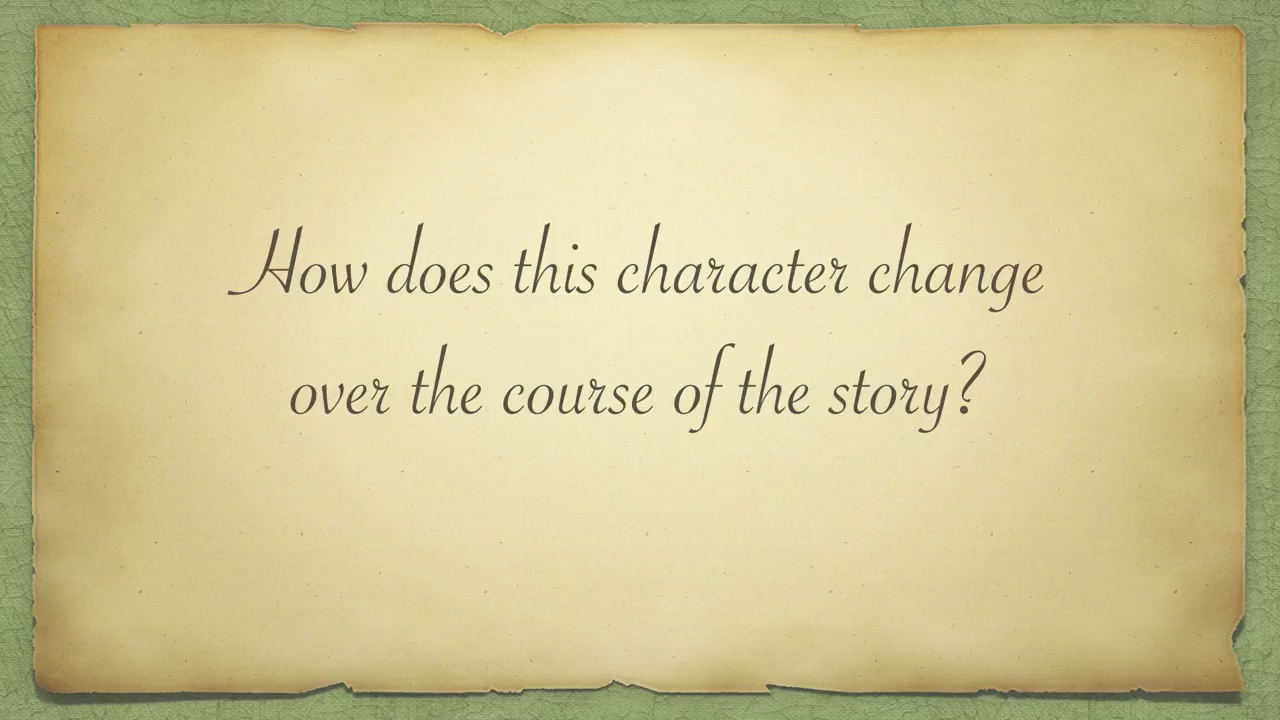 How does this character change
over the course of the story?